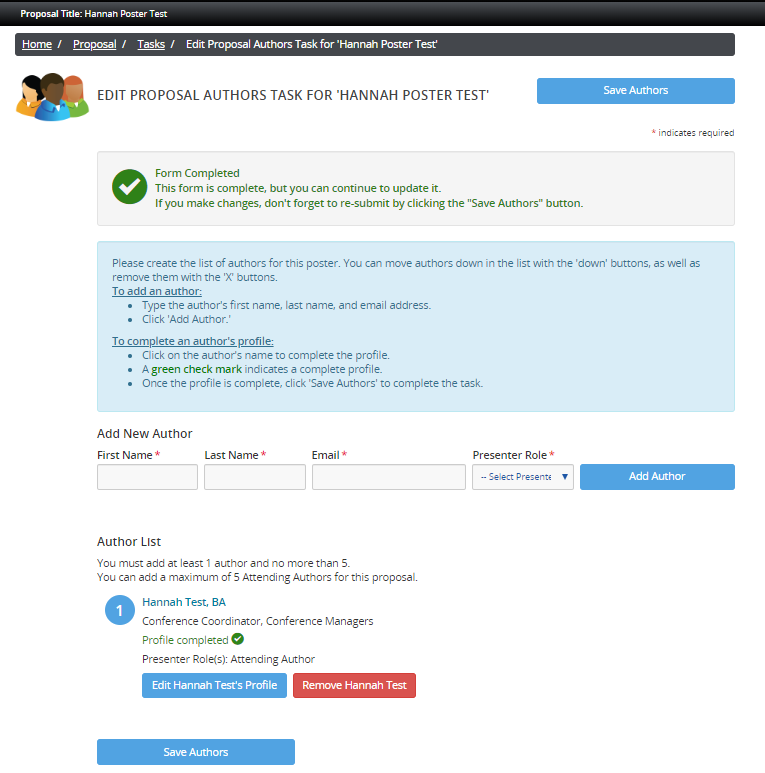 Proposal Title: Hannah Poster Test
Home / Proposal / Tasks / Edit Proposal Authors Task for 'Hannah Poster Test'
EDIT PROPOSAL AUTHORS TASK FOR 'HANNAH POSTER TEST'
Save Authors
* indicates required
Form Completed
This form is complete, but you can continue to update it.
If you make changes, don't forget to re-submit by clicking the "Save Authors" button.
Please create the list of authors for this poster. You can move authors down in the list with the 'down' buttons, as well as
remove them with the 'X' buttons.
To add an author:
• Type the author's first name, last name, and email address.
• Click 'Add Author.'
To complete an author's profile:
• Click on the author's name to complete the profile.
• A green check mark indicates a complete profile.
• Once the profile is complete, click 'Save Authors' to complete the task.
Add New Author
First Name * Last Name * Email * Presenter Role *
-- Select Presente ▼ Add Author
Author List
You must add at least 1 author and no more than 5.
You can add a maximum of 5 Attending Authors for this proposal.
1 Hannah Test, BA
Conference Coordinator, Conference Managers
Profile completed
Presenter Role(s): Attending Author
Edit Hannah Test's Profile Remove Hannah Test
Save Authors